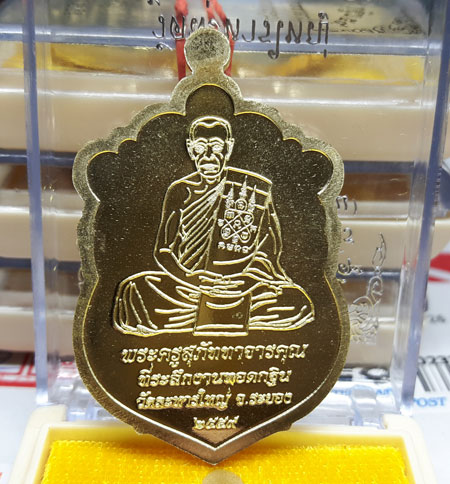 พระครูสุภัททาจารคุณ
ที่ระลึกงานทอดกฐิน
วัดละหารใหญ่ จ.ระยอง
๒๕๕๙